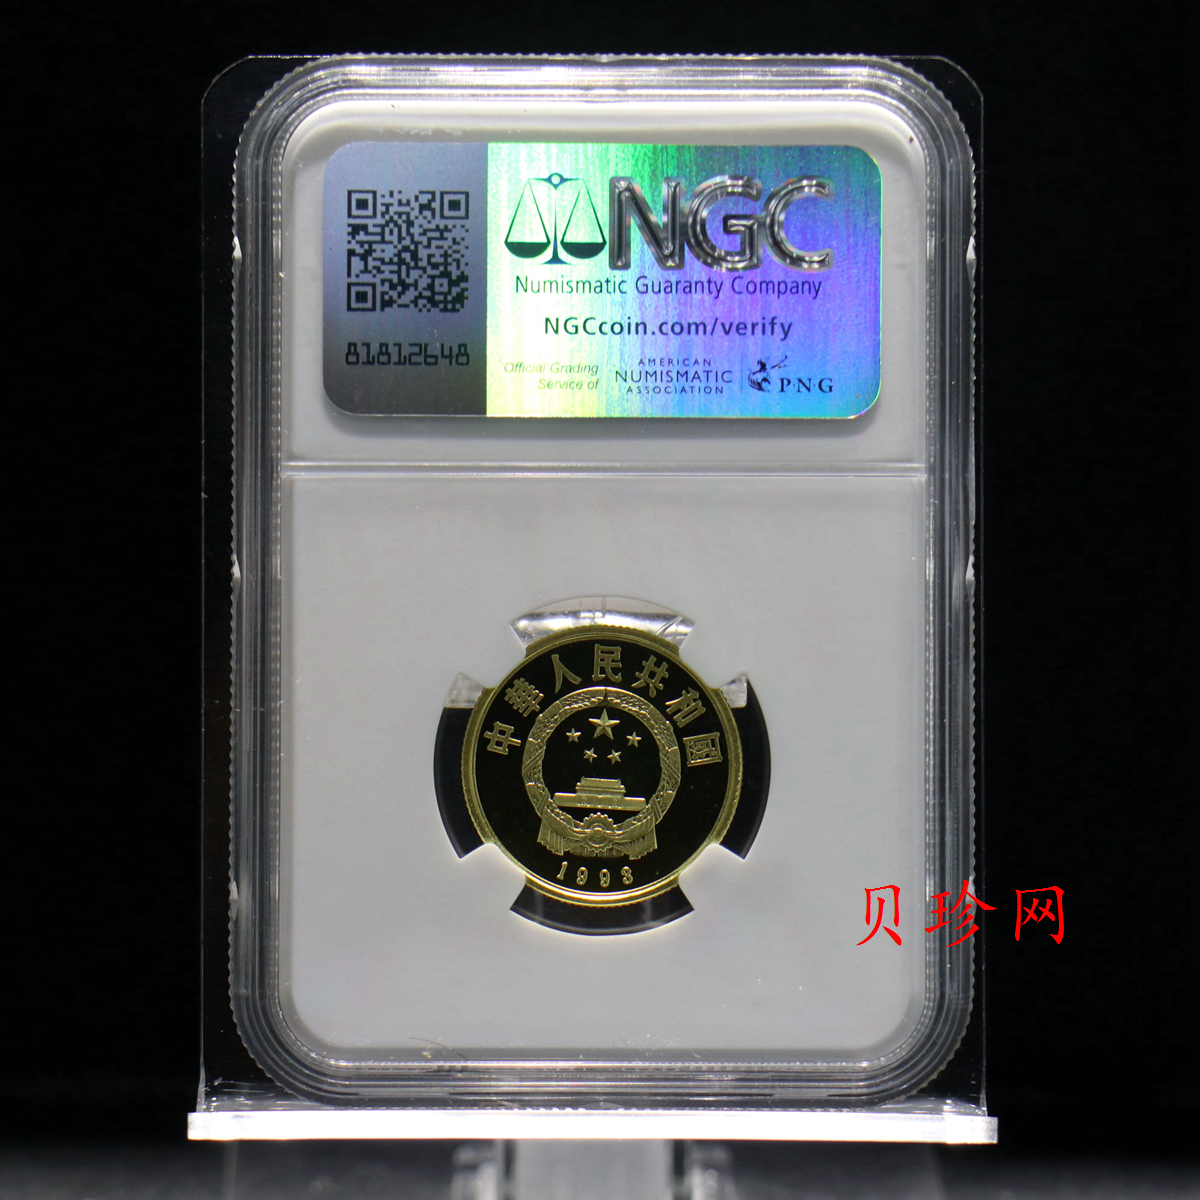 NGC
Numismatic Guaranty Company
NGCcoin.com/verify
81812648
Official Grading
Service of
AMERICAN
NUMISMATIC
ASSOCIATION
P·N·G
中華人民共和國
1993
贝珍网